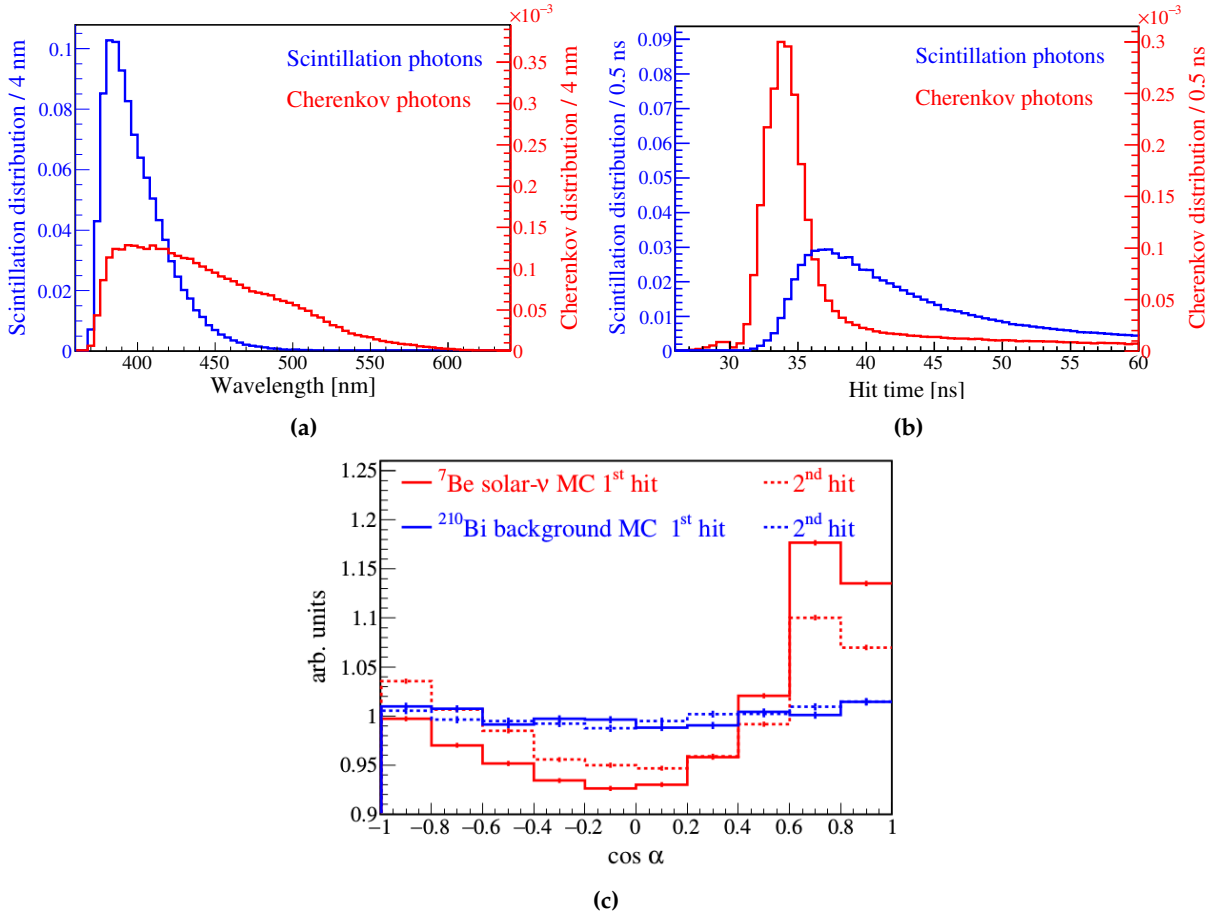 ×10⁻³
Scintillation distribution / 4 nm
0.1
0.08
0.06
0.04
0.02
0
Scintillation photons
Cherenkov photons
0.35
0.3
0.25
0.2
0.15
0.1
0.05
0
Cherenkov distribution / 4 nm
400 450 500 550 600
Wavelength [nm]
(a)
×10⁻³
Scintillation distribution / 0.5 ns
0.09
0.08
0.07
0.06
0.05
0.04
0.03
0.02
0.01
0
Scintillation photons
Cherenkov photons
0.3
0.25
0.2
0.15
0.1
0.05
0
Cherenkov distribution / 0.5 ns
30 35 40 45 50 55 60
Hit time [ns]
(b)
arb. units
1.25
1.2
1.15
1.1
1.05
1
0.95
0.9
⁷Be solar-ν MC 1ˢᵗ hit 2ⁿᵈ hit
²¹⁰Bi background MC 1ˢᵗ hit 2ⁿᵈ hit
−1 −0.8 −0.6 −0.4 −0.2 0 0.2 0.4 0.6 0.8 1
cos α
(c)